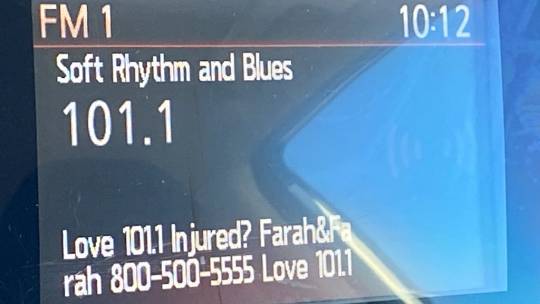 FM 1 10:12
Soft Rhythm and Blues
101.1
Love 101.1 Injured? Farah&Fa
rah 800-500-5555 Love 101.1